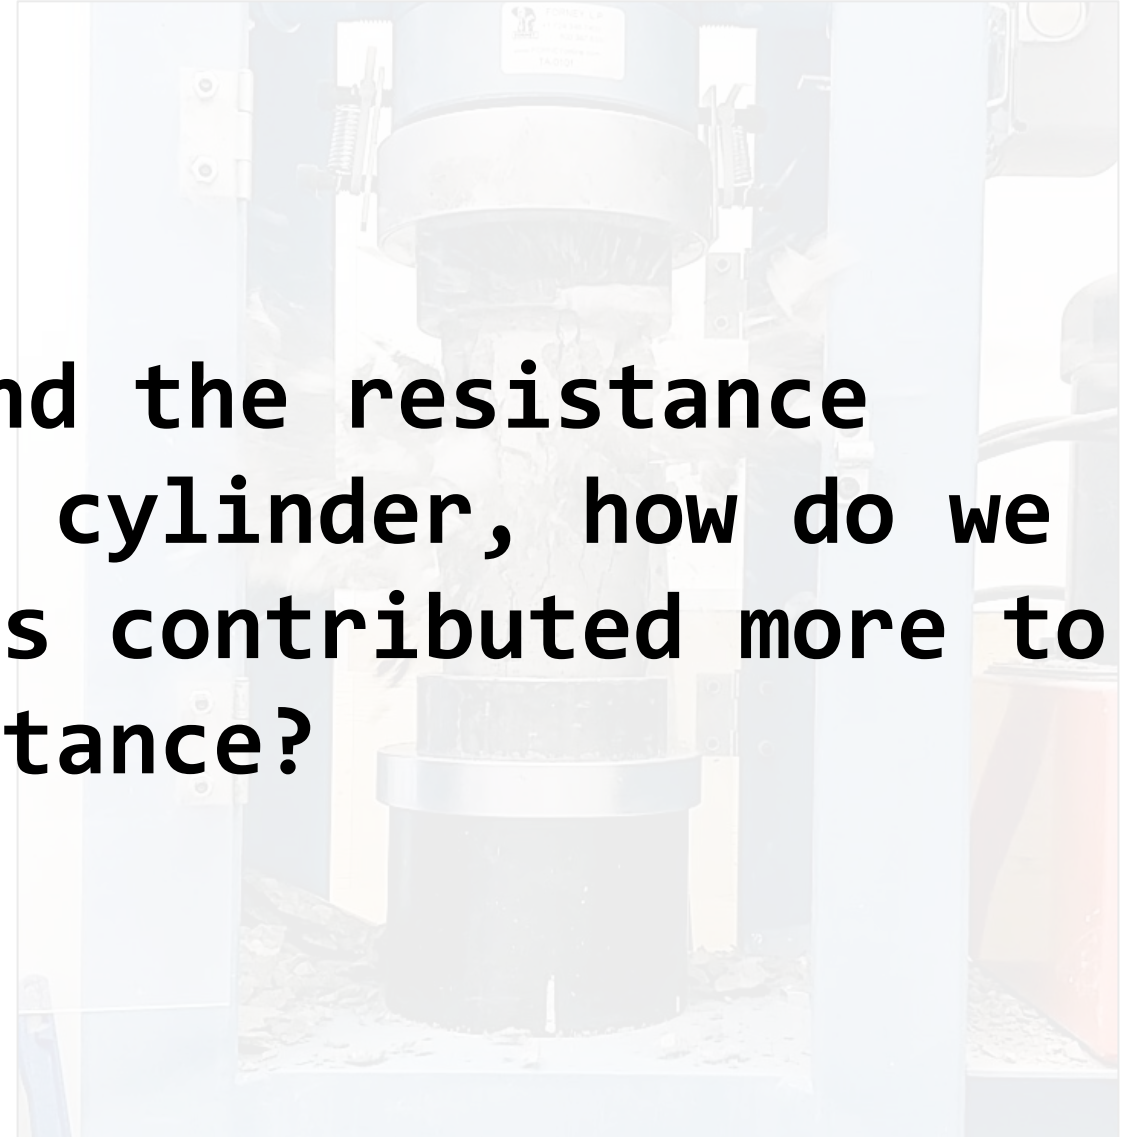 nd the resistance
cylinder, how do we
s contributed more to
tance?